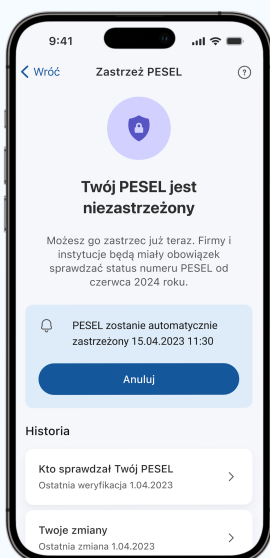 9:41
Wróć
Zastrzeż PESEL
?
Twój PESEL jest
niezastrzeżony
Możesz go zastrzec już teraz. Firmy i
instytucje będą miały obowiązek
sprawdzać status numeru PESEL od
czerwca 2024 roku.
PESEL zostanie automatycznie
zastrzeżony 15.04.2023 11:30
Anuluj
Historia
Kto sprawdzał Twój PESEL
Ostatnia weryfikacja 1.04.2023
Twoje zmiany
Ostatnia zmiana 1.04.2023